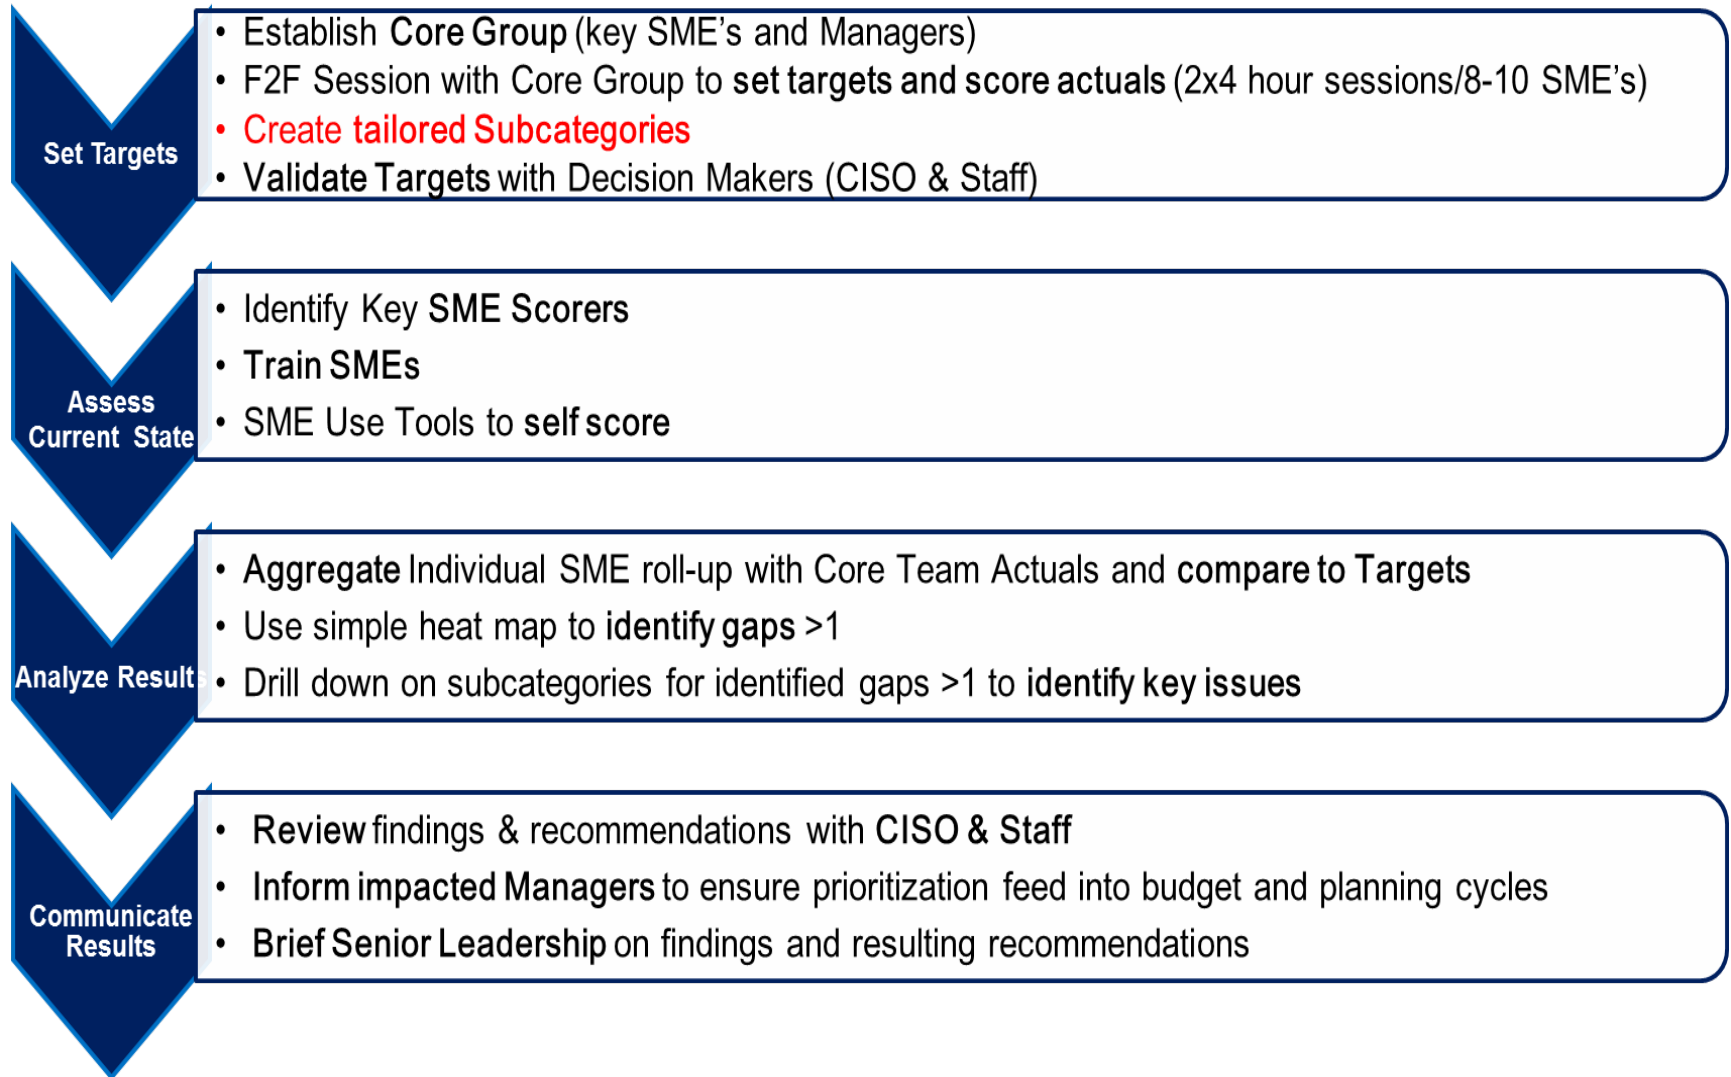 Set Targets
• Establish Core Group (key SME's and Managers)
• F2F Session with Core Group to set targets and score actuals (2x4 hour sessions/8-10 SME's)
• Create tailored Subcategories
• Validate Targets with Decision Makers (CISO & Staff)
Assess
Current State
• Identify Key SME Scorers
• Train SMEs
• SME Use Tools to self score
Analyze Results
• Aggregate Individual SME roll-up with Core Team Actuals and compare to Targets
• Use simple heat map to identify gaps >1
• Drill down on subcategories for identified gaps >1 to identify key issues
Communicate
Results
• Review findings & recommendations with CISO & Staff
• Inform impacted Managers to ensure prioritization feed into budget and planning cycles
• Brief Senior Leadership on findings and resulting recommendations